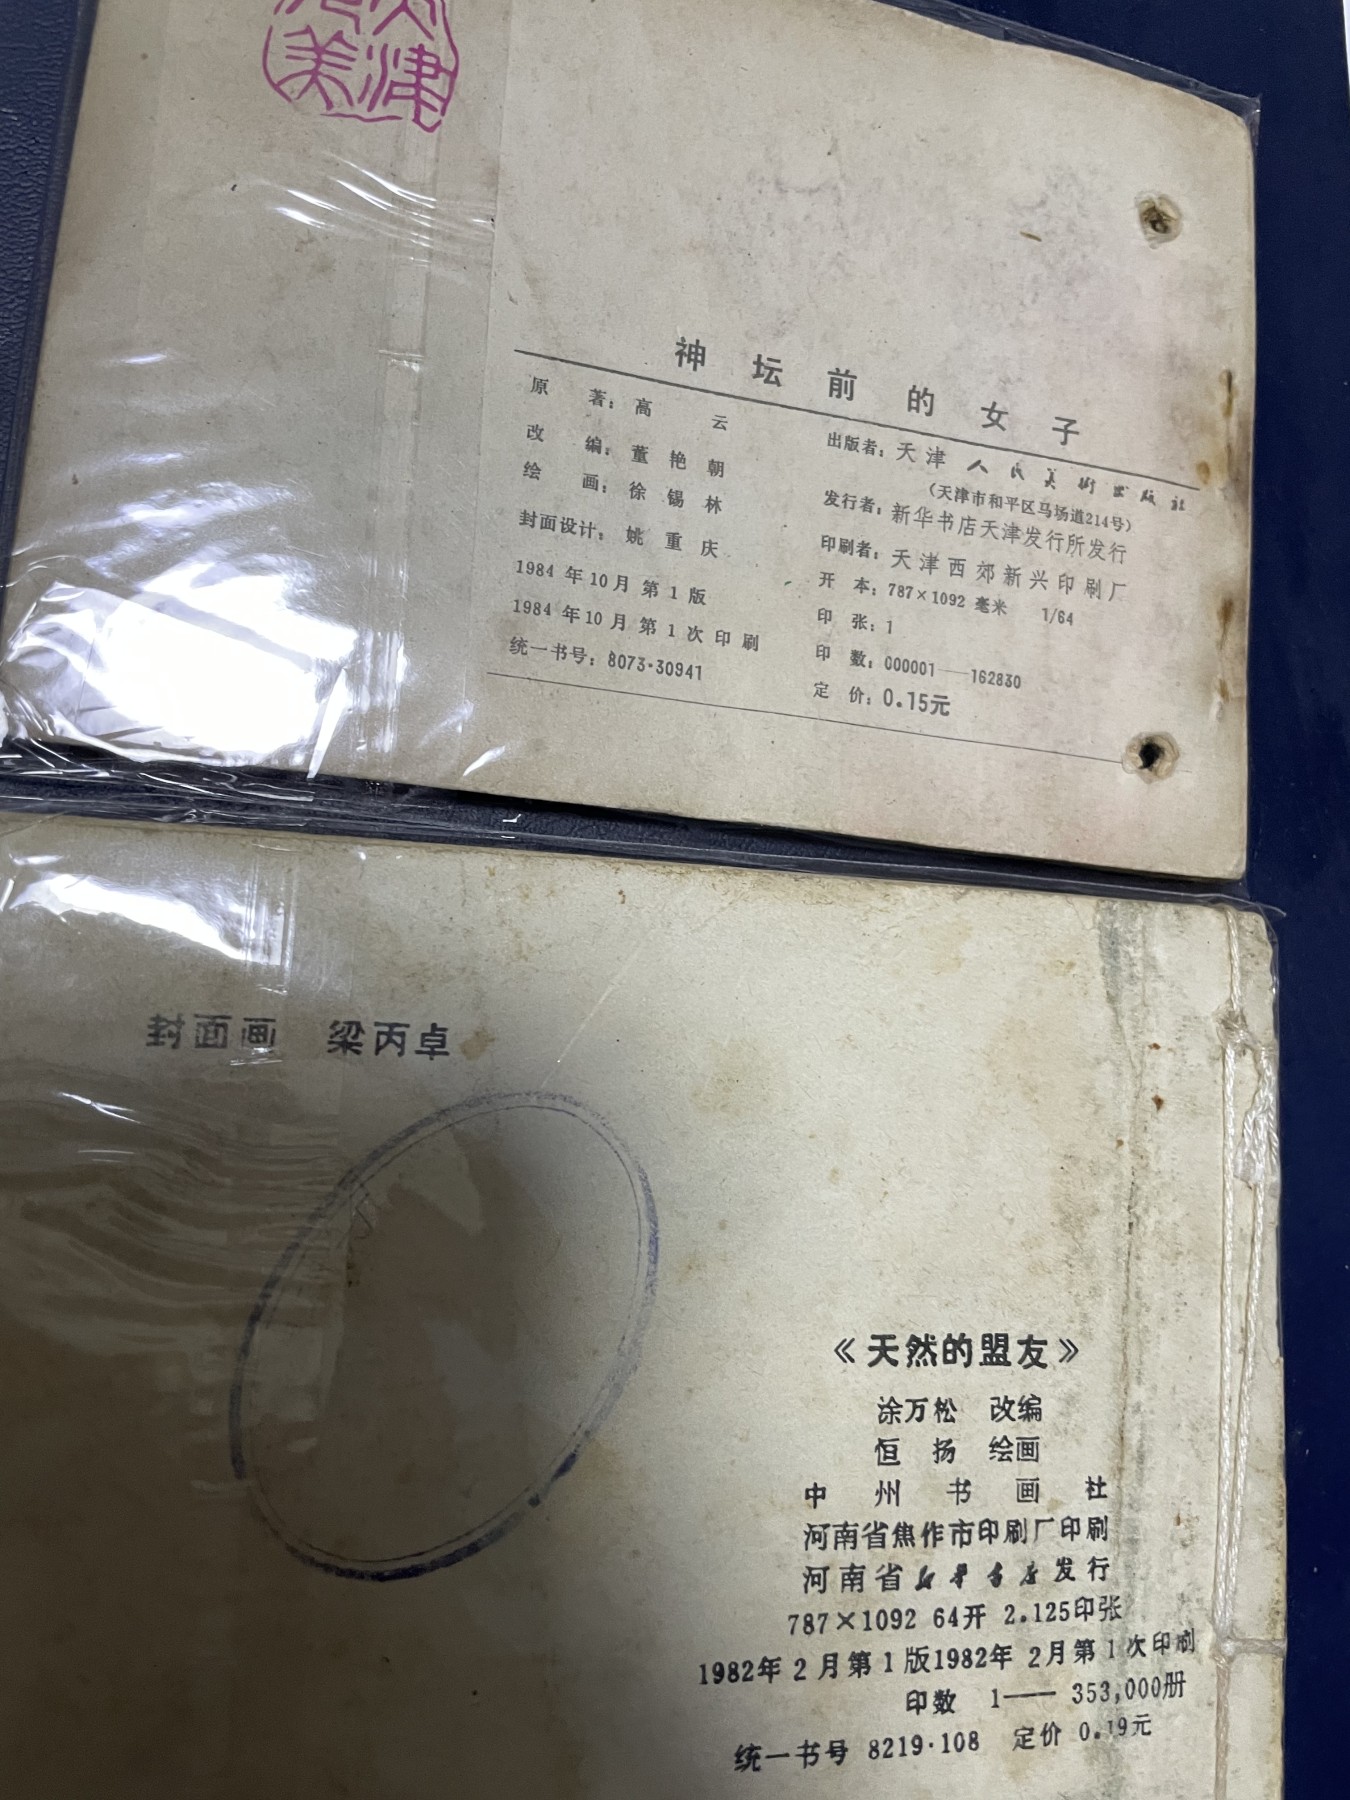 天津
美
神坛前的女子
原著：高云
改编：董艳朝
绘画：徐锡林
封面设计：姚重庆
1984年10月第1版
1984年10月第1次印刷
统一书号：8073·30941
出版者：天津人民美術出版社
（天津市和平区马场道214号）
发行者：新华书店天津发行所发行
印刷者：天津西郊新兴印刷厂
开本：787×1092毫米 1/64
印张：1
印数：000001—162830
定价：0.15元
封面画 梁丙卓
《天然的盟友》
涂万松 改编
恒扬 绘画
中州书画社
河南省焦作市印刷厂印刷
河南省新华书店发行
787×1092 64开 2.125印张
1982年2月第1版1982年2月第1次印刷
印数 1—353,000册
统一书号 8219·108 定价 0.19元